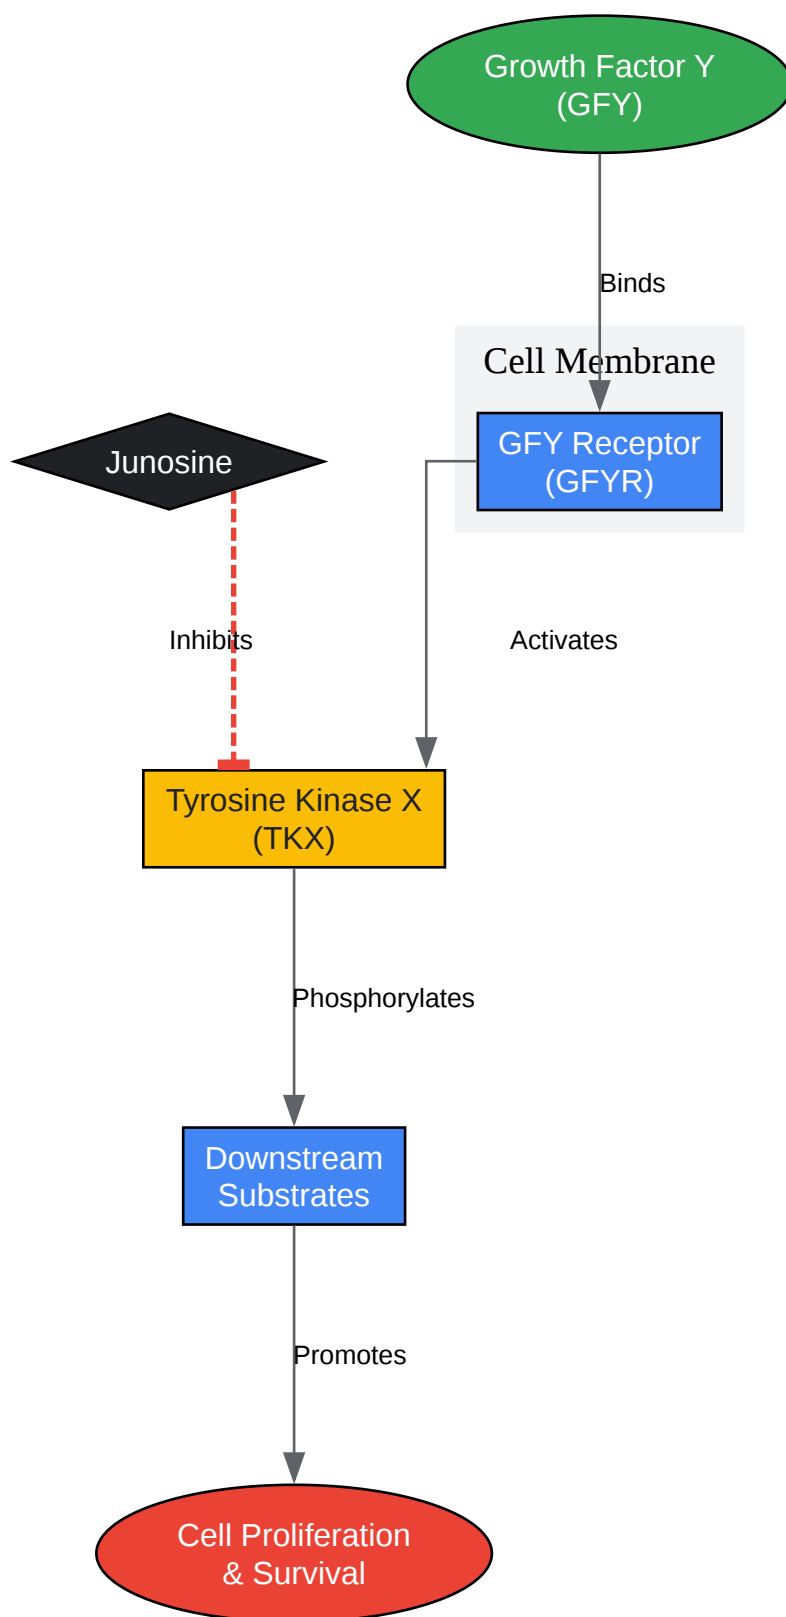 Growth Factor Y
(GFY)
Binds
Cell Membrane
GFY Receptor
(GFYR)
Junosine
Inhibits
Activates
Tyrosine Kinase X
(TKX)
Phosphorylates
Downstream
Substrates
Promotes
Cell Proliferation
& Survival